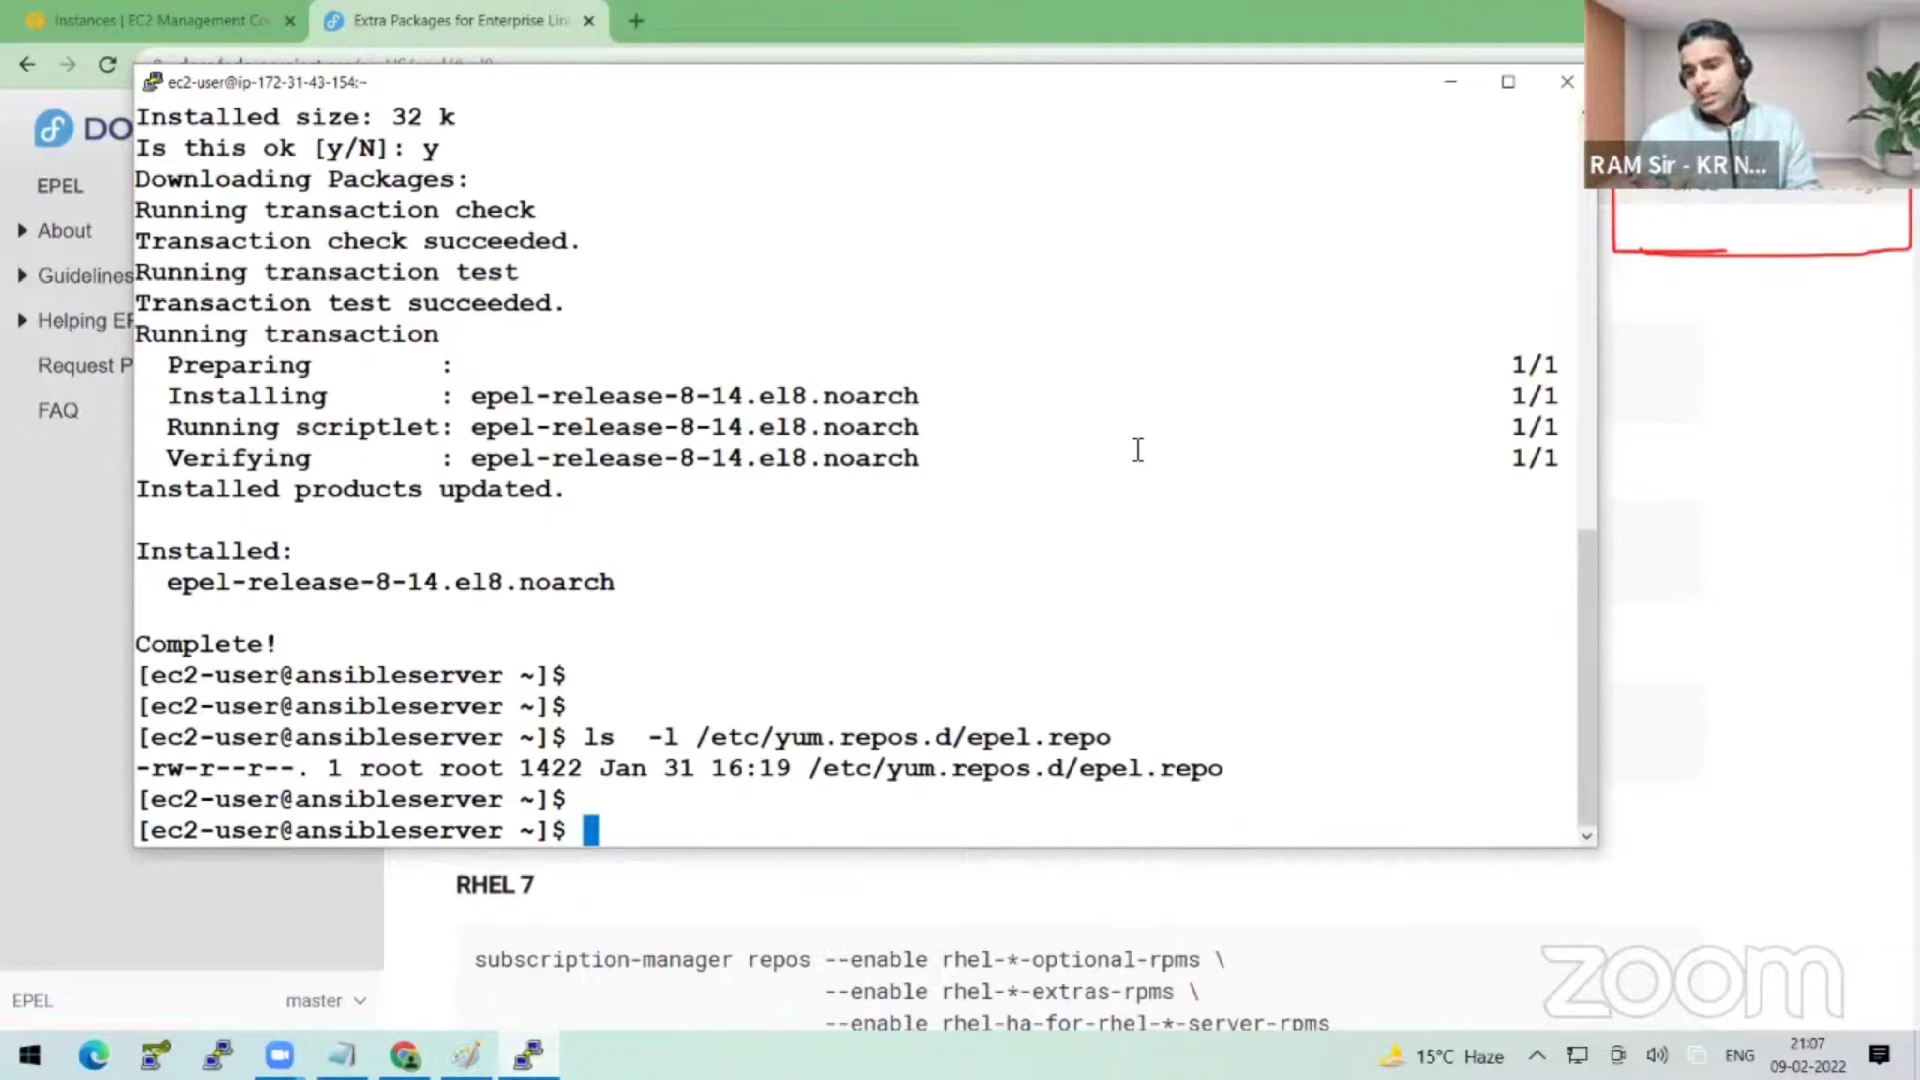 Instances | EC2 Management Co
Extra Packages for Enterprise Lin
ec2-user@ip-172-31-43-154:~
DO
EPEL
About
Guidelines
Helping EP
Request P
FAQ
Installed size: 32 k
Is this ok [y/N]: y
Downloading Packages:
Running transaction check
Transaction check succeeded.
Running transaction test
Transaction test succeeded.
Running transaction
Preparing : 1/1
Installing : epel-release-8-14.el8.noarch 1/1
Running scriptlet: epel-release-8-14.el8.noarch 1/1
Verifying : epel-release-8-14.el8.noarch 1/1
Installed products updated.
Installed:
epel-release-8-14.el8.noarch
Complete!
[ec2-user@ansibleserver ~]$
[ec2-user@ansibleserver ~]$
[ec2-user@ansibleserver ~]$ ls  -l /etc/yum.repos.d/epel.repo
-rw-r--r--. 1 root root 1422 Jan 31 16:19 /etc/yum.repos.d/epel.repo
[ec2-user@ansibleserver ~]$
[ec2-user@ansibleserver ~]$
RAM Sir - KR N...
RHEL 7
subscription-manager repos --enable rhel-*-optional-rpms \
--enable rhel-*-extras-rpms \
--enable rhel-ha-for-rhel-*-server-rpms
EPEL master
zoom
15°C Haze
ENG
21:07
09-02-2022